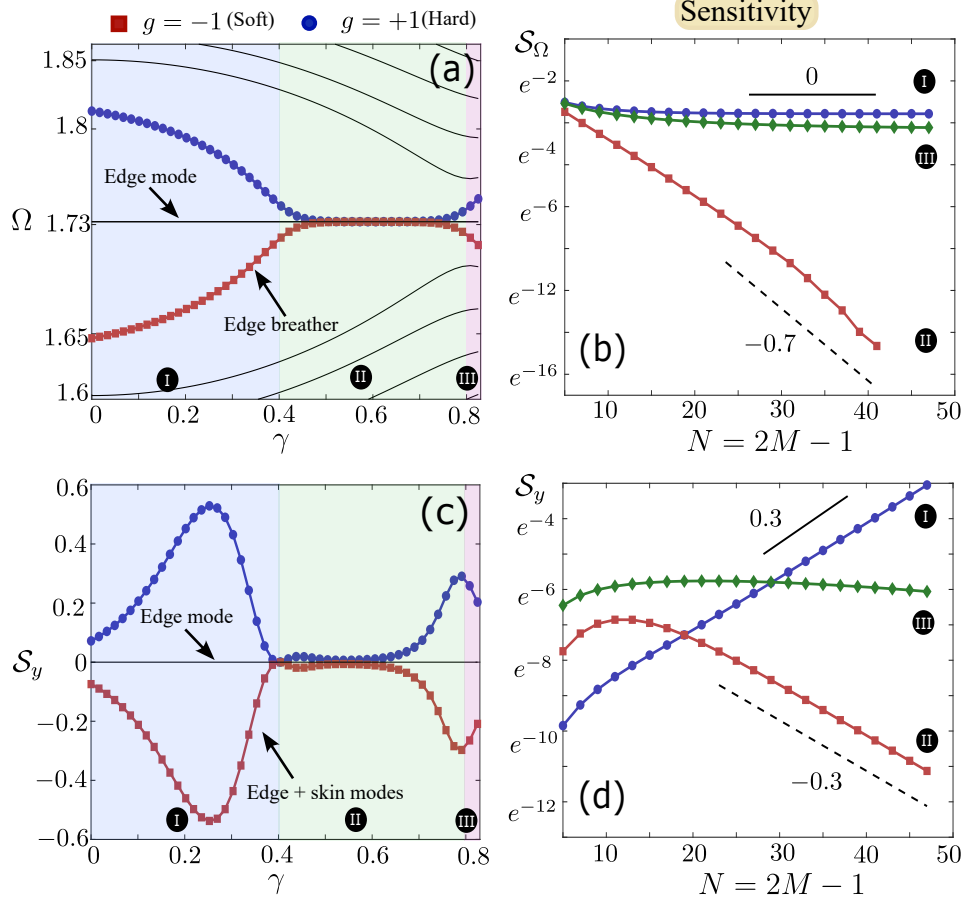 g = −1 (Soft) g = +1 (Hard)
Sensitivity
(a)
1.85
1.8
Edge mode
Ω
1.73
Edge breather
1.65
1.6
I II III
0 0.2 0.4 0.6 0.8
γ
𝒮_Ω
e^{−2}
0
I
e^{−4}
III
e^{−6}
e^{−12}
(b)
−0.7
II
e^{−16}
10 20 30 40 50
N = 2M − 1
0.6
(c)
0.4
0.2
Edge mode
𝒮_y
0
−0.2
−0.4
Edge + skin modes
I II III
−0.6
0 0.2 0.4 0.6 0.8
γ
𝒮_y
0.3
I
e^{−4}
e^{−6}
III
e^{−8}
e^{−10}
II
(d)
−0.3
e^{−12}
10 20 30 40 50
N = 2M − 1